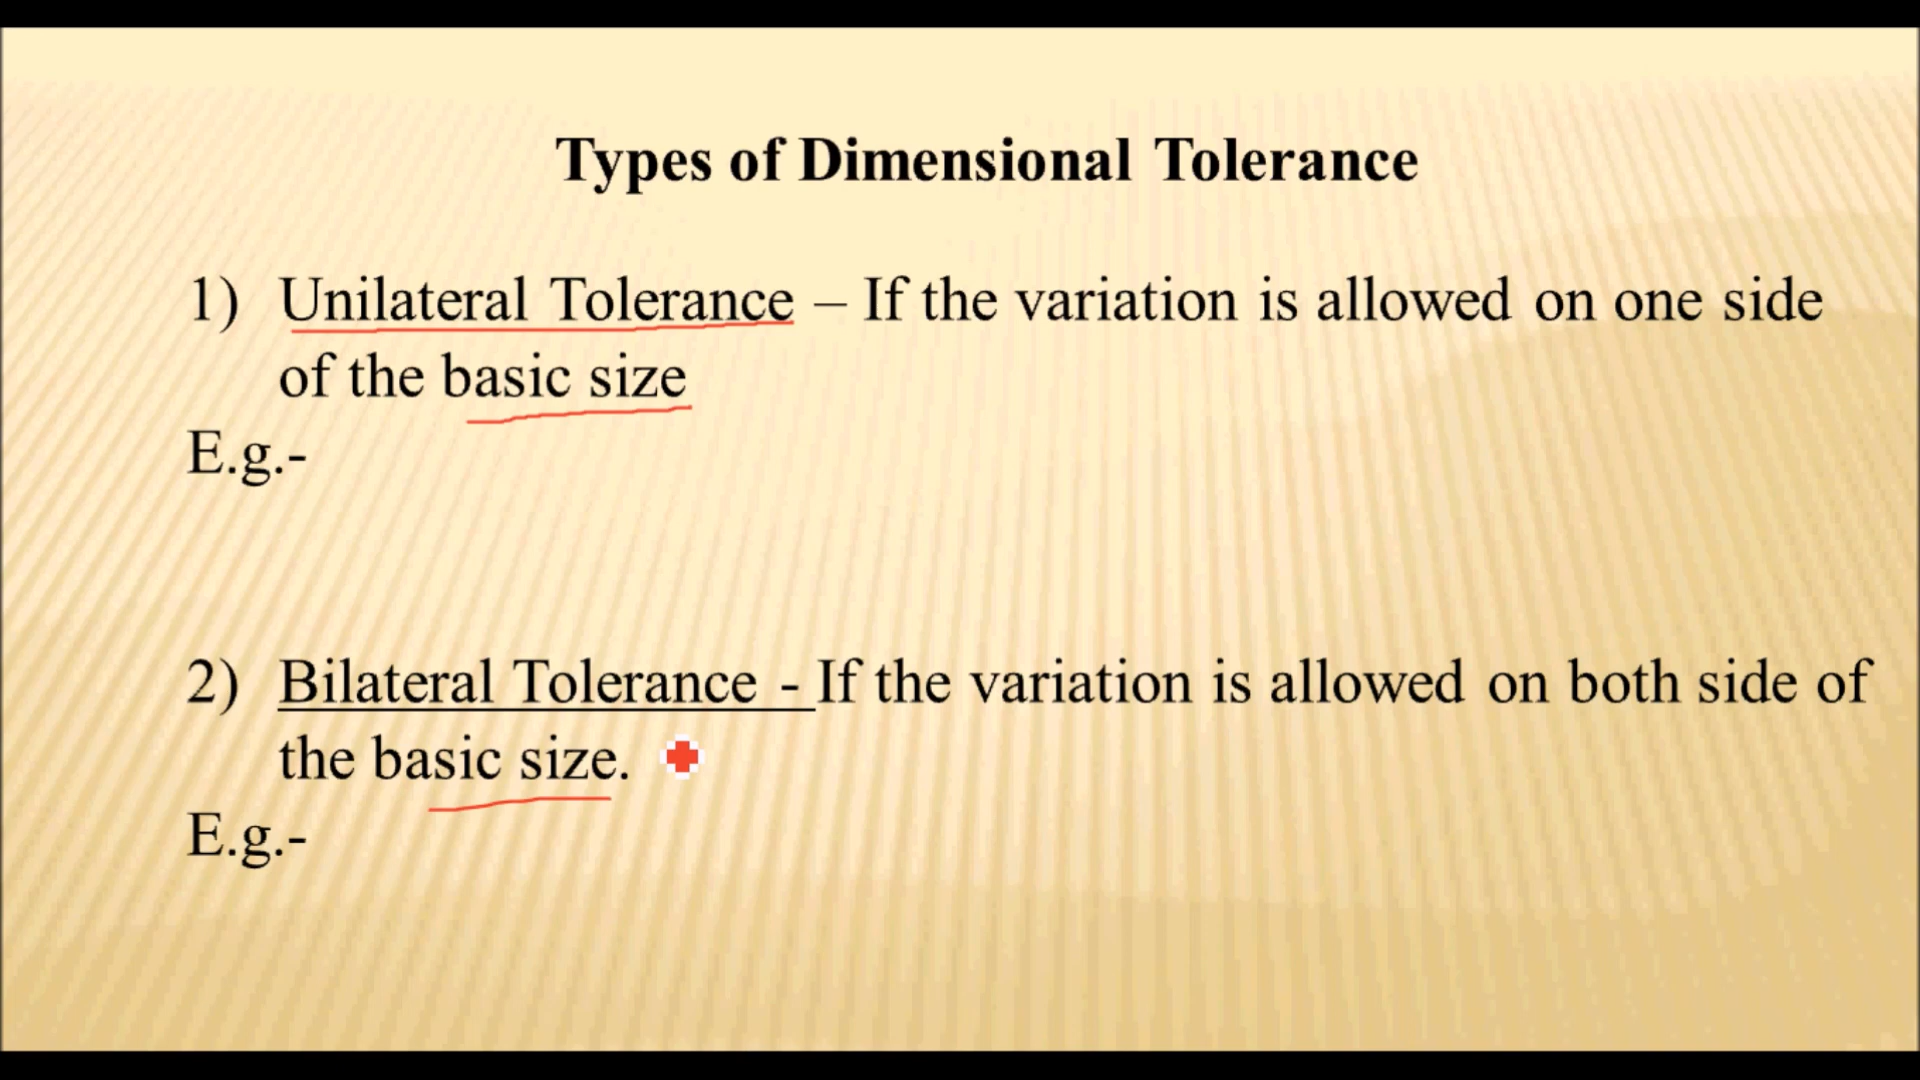 Types of Dimensional Tolerance
1) Unilateral Tolerance – If the variation is allowed on one side
of the basic size
E.g.-
2) Bilateral Tolerance - If the variation is allowed on both side of
the basic size.
E.g.-